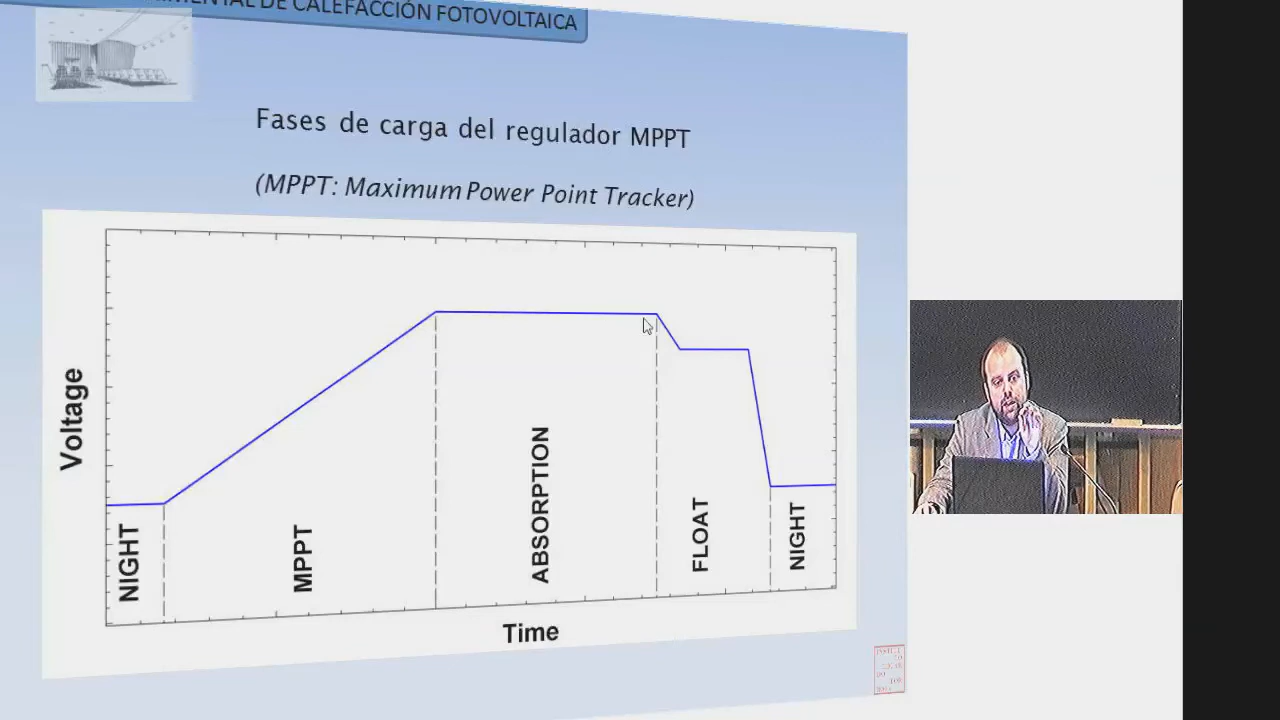 DE CALEFACCIÓN FOTOVOLTAICA
Fases de carga del regulador MPPT
(MPPT: Maximum Power Point Tracker)
Voltage
NIGHT
MPPT
ABSORPTION
FLOAT
NIGHT
Time